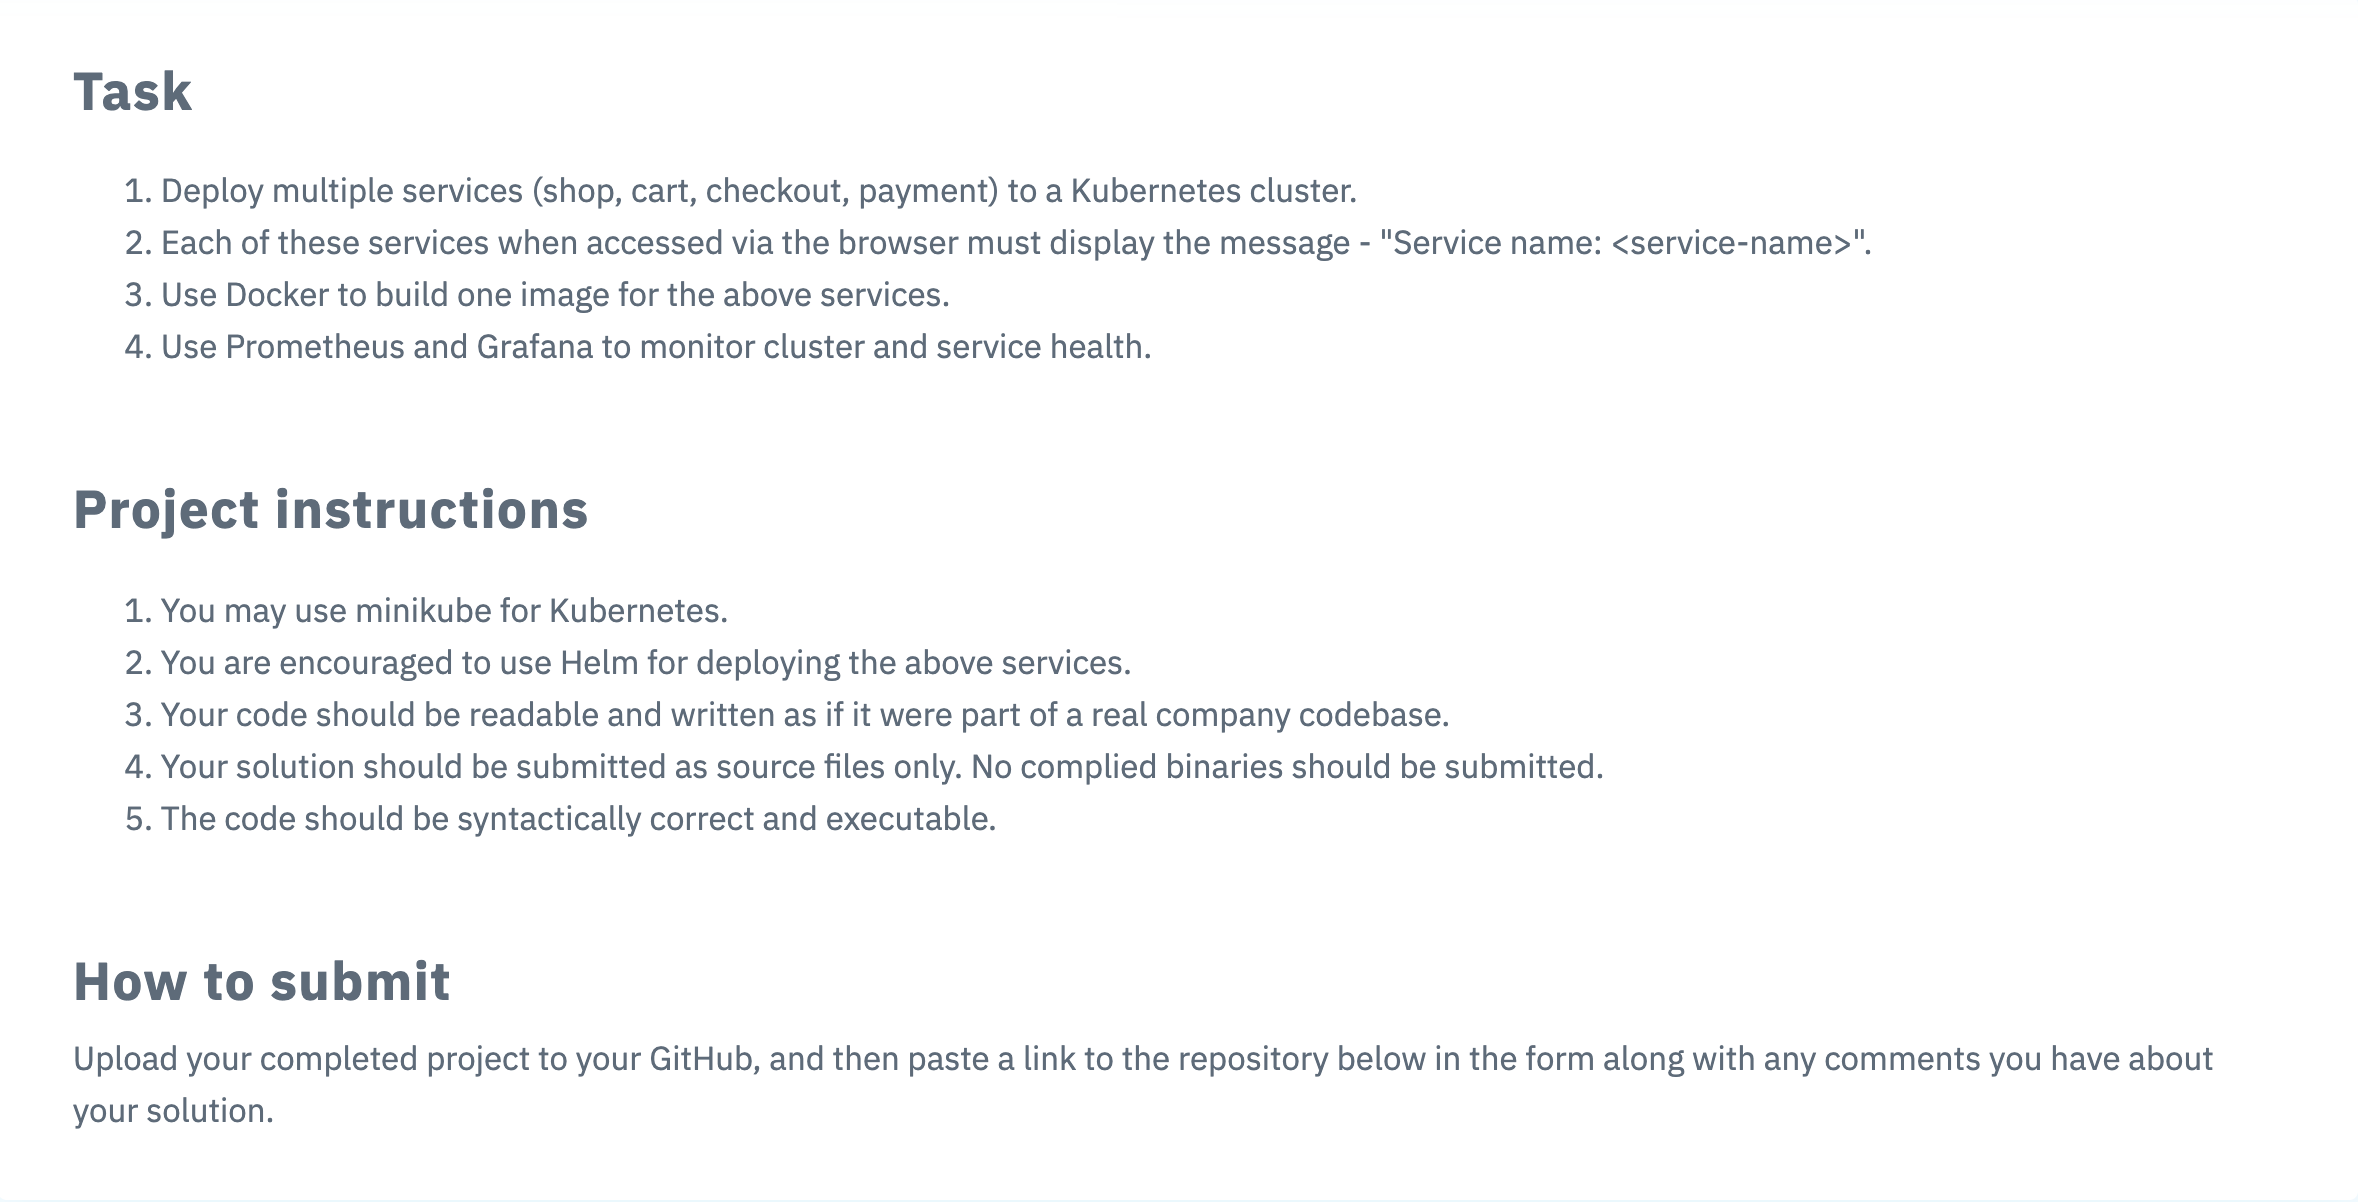 Task
1. Deploy multiple services (shop, cart, checkout, payment) to a Kubernetes cluster.
2. Each of these services when accessed via the browser must display the message - "Service name: <service-name>".
3. Use Docker to build one image for the above services.
4. Use Prometheus and Grafana to monitor cluster and service health.
Project instructions
1. You may use minikube for Kubernetes.
2. You are encouraged to use Helm for deploying the above services.
3. Your code should be readable and written as if it were part of a real company codebase.
4. Your solution should be submitted as source files only. No complied binaries should be submitted.
5. The code should be syntactically correct and executable.
How to submit
Upload your completed project to your GitHub, and then paste a link to the repository below in the form along with any comments you have about
your solution.